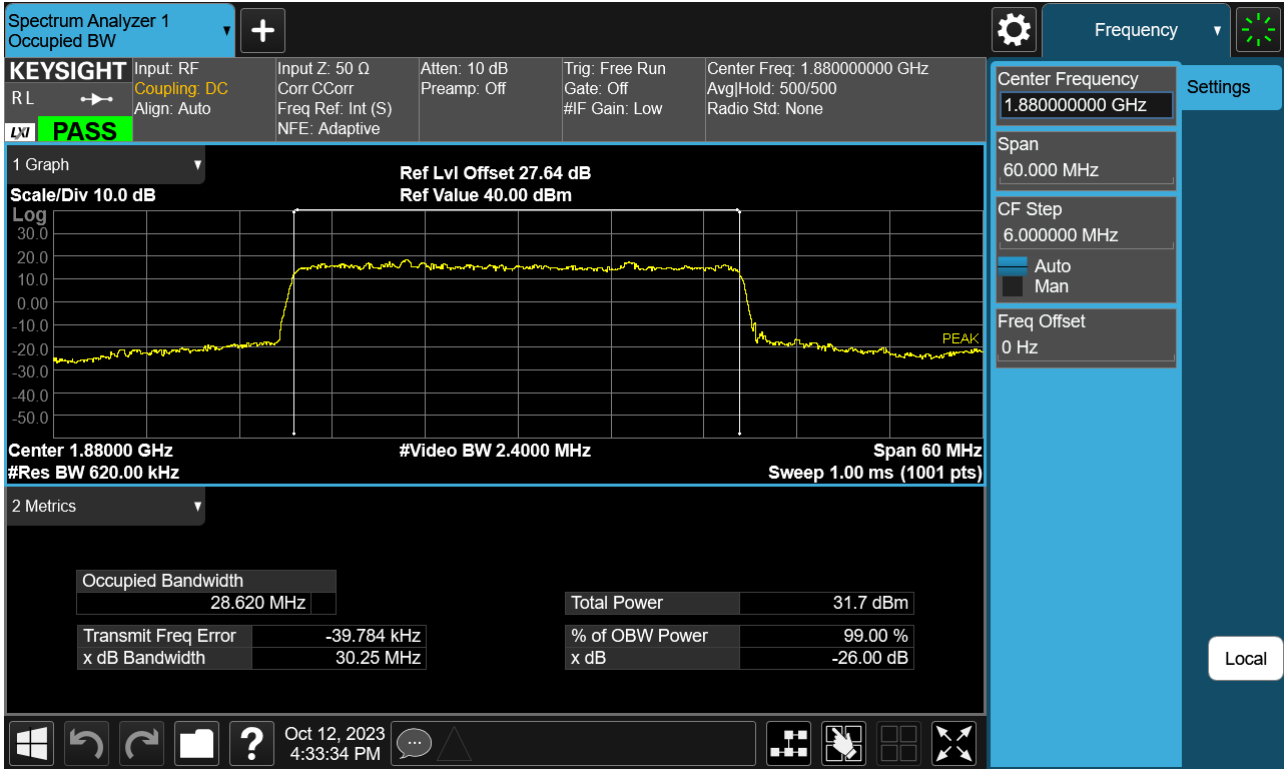 Spectrum Analyzer 1
Occupied BW
Frequency
KEYSIGHT
R L
LXI
PASS
Input: RF
Coupling: DC
Align: Auto
Input Z: 50 Ω
Corr CCorr
Freq Ref: Int (S)
NFE: Adaptive
Atten: 10 dB
Preamp: Off
Trig: Free Run
Gate: Off
#IF Gain: Low
Center Freq: 1.880000000 GHz
Avg|Hold: 500/500
Radio Std: None
Center Frequency
1.880000000 GHz
Settings
Span
60.000 MHz
CF Step
6.000000 MHz
Auto
Man
Freq Offset
0 Hz
Local
1 Graph
Ref Lvl Offset 27.64 dB
Scale/Div 10.0 dB
Ref Value 40.00 dBm
Log
30.0
20.0
10.0
0.00
-10.0
-20.0
-30.0
-40.0
-50.0
PEAK
Center 1.88000 GHz
#Video BW 2.4000 MHz
Span 60 MHz
#Res BW 620.00 kHz
Sweep 1.00 ms (1001 pts)
2 Metrics
Occupied Bandwidth
28.620 MHz
Transmit Freq Error -39.784 kHz
x dB Bandwidth 30.25 MHz
Total Power 31.7 dBm
% of OBW Power 99.00 %
x dB -26.00 dB
?
Oct 12, 2023
4:33:34 PM